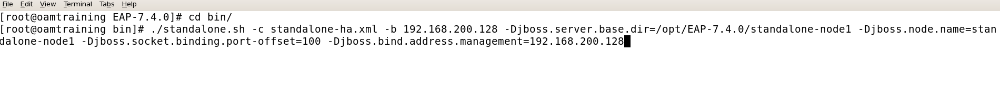 File Edit View Terminal Tabs Help
[root@oamtraining EAP-7.4.0]# cd bin/
[root@oamtraining bin]# ./standalone.sh -c standalone-ha.xml -b 192.168.200.128 -Djboss.server.base.dir=/opt/EAP-7.4.0/standalone-node1 -Djboss.node.name=stan
dalone-node1 -Djboss.socket.binding.port-offset=100 -Djboss.bind.address.management=192.168.200.128